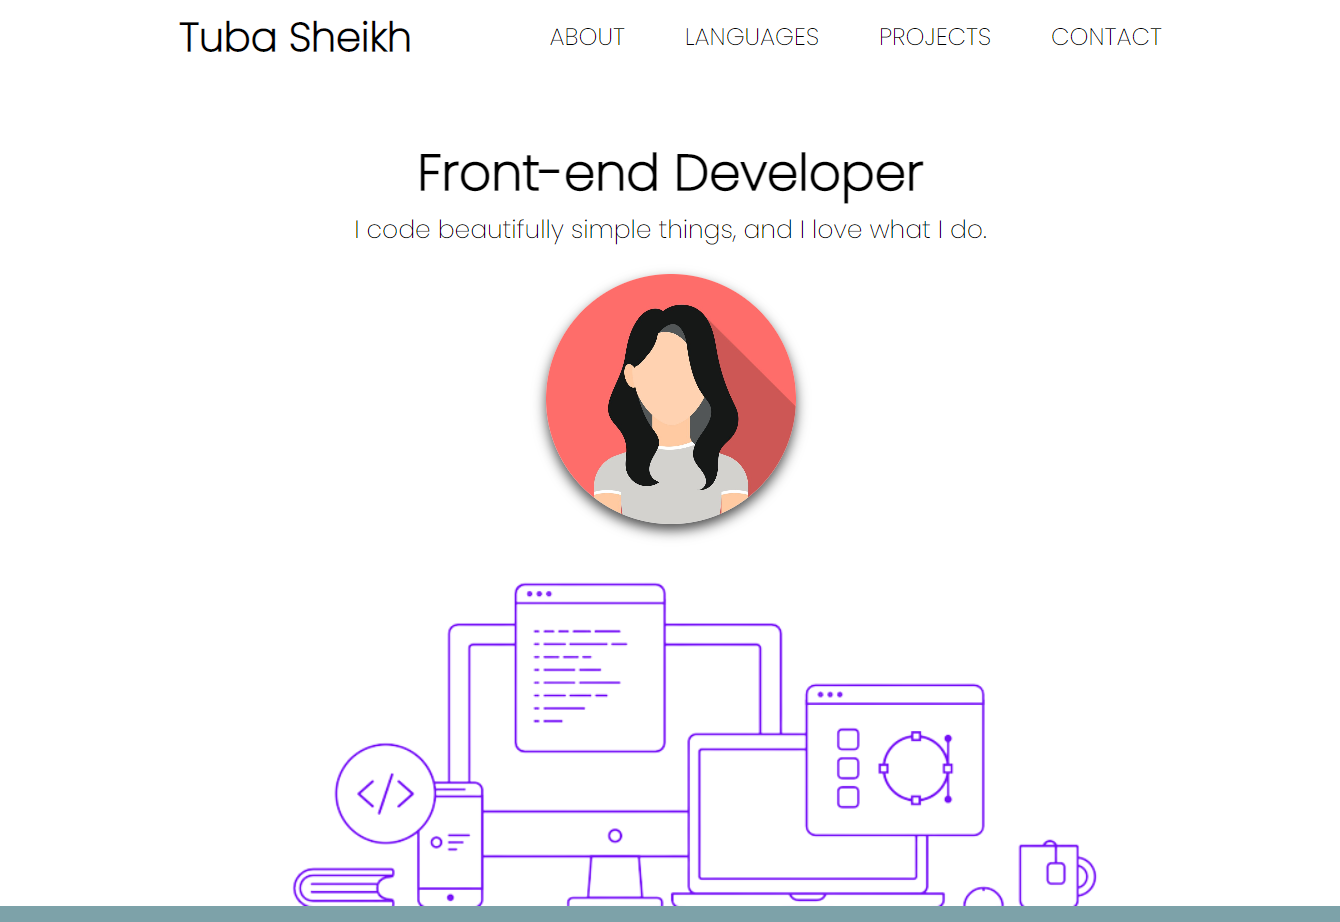 Tuba Sheikh
ABOUT LANGUAGES PROJECTS CONTACT
Front-end Developer
I code beautifully simple things, and I love what I do.
</>